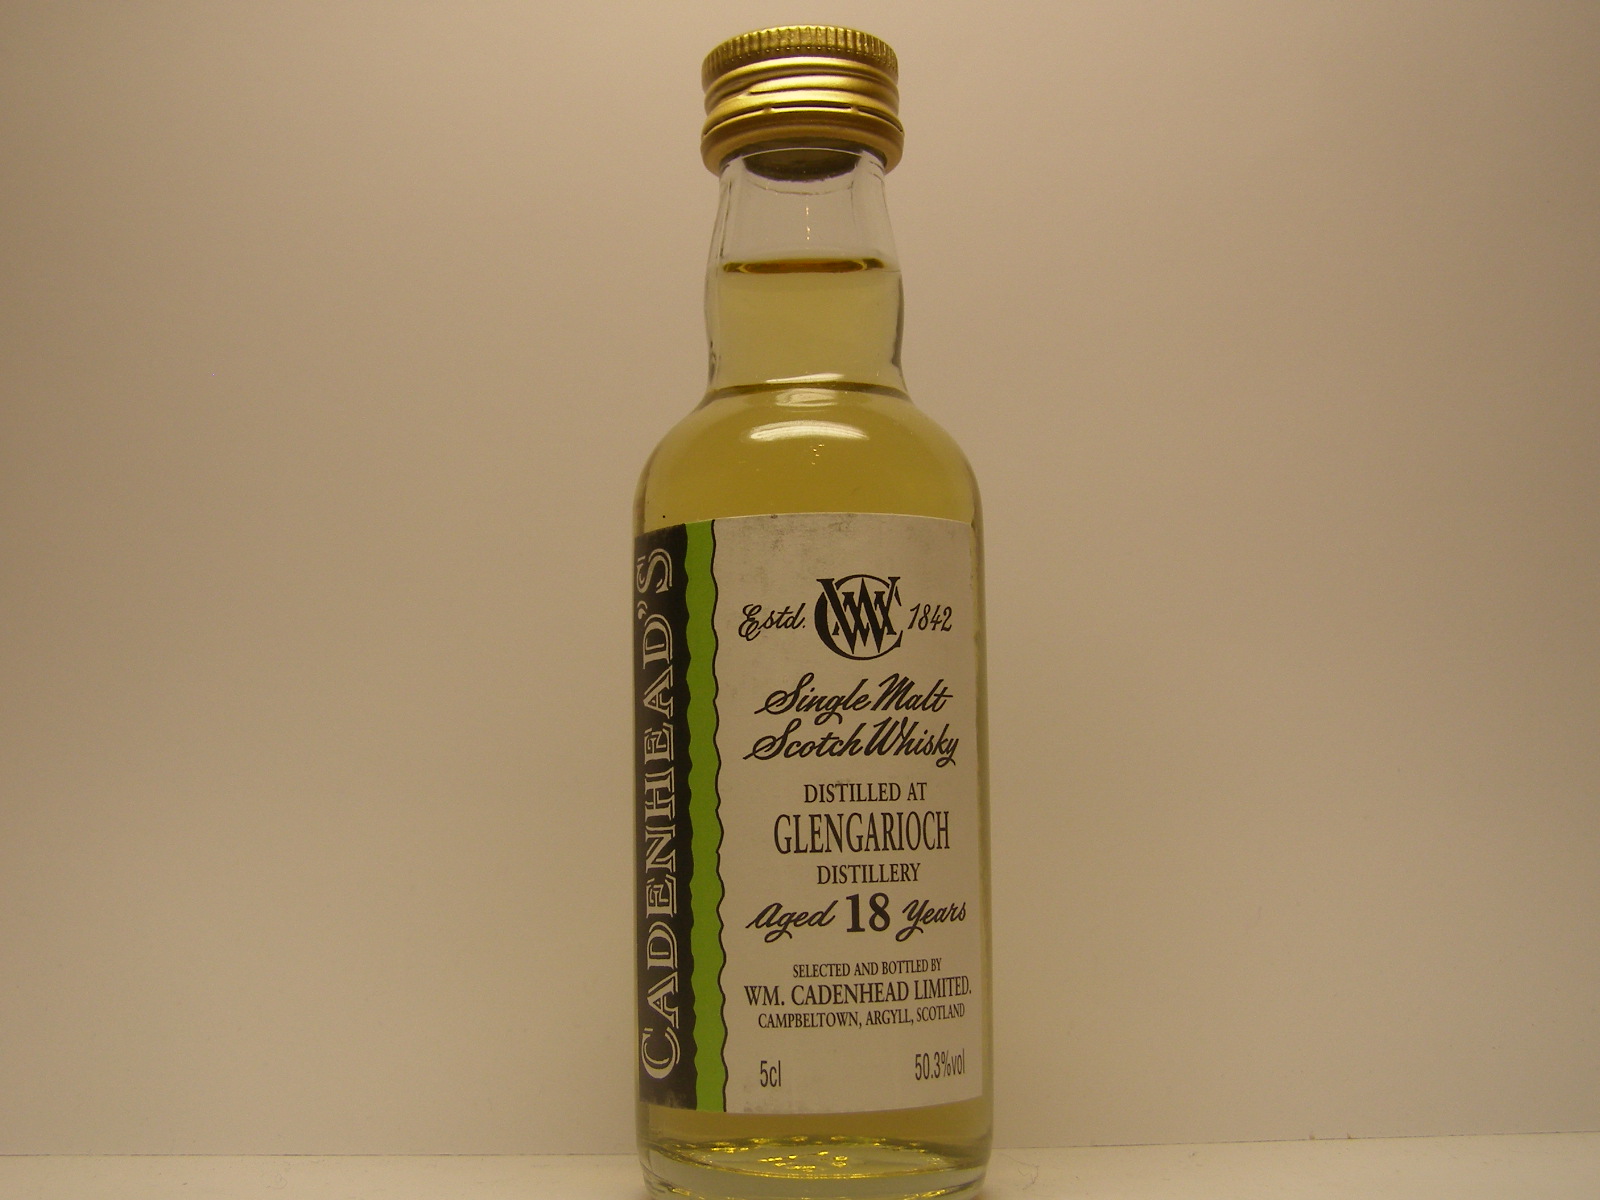 CADENHEAD'S
Estd. WC 1842
Single Malt
Scotch Whisky
DISTILLED AT
GLENGARIOCH
DISTILLERY
Aged 18 Years
SELECTED AND BOTTLED BY
WM. CADENHEAD LIMITED.
CAMPBELTOWN, ARGYLL, SCOTLAND
5cl 50.3%vol